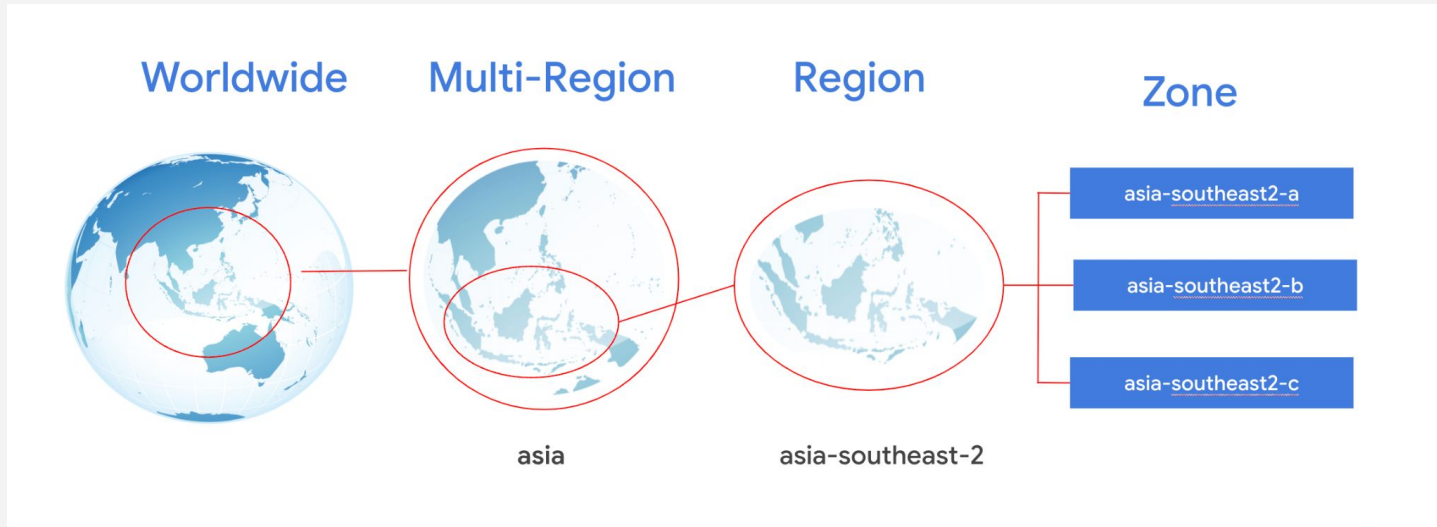 Worldwide
Multi-Region
Region
Zone
asia-southeast2-a
asia-southeast2-b
asia-southeast2-c
asia
asia-southeast-2